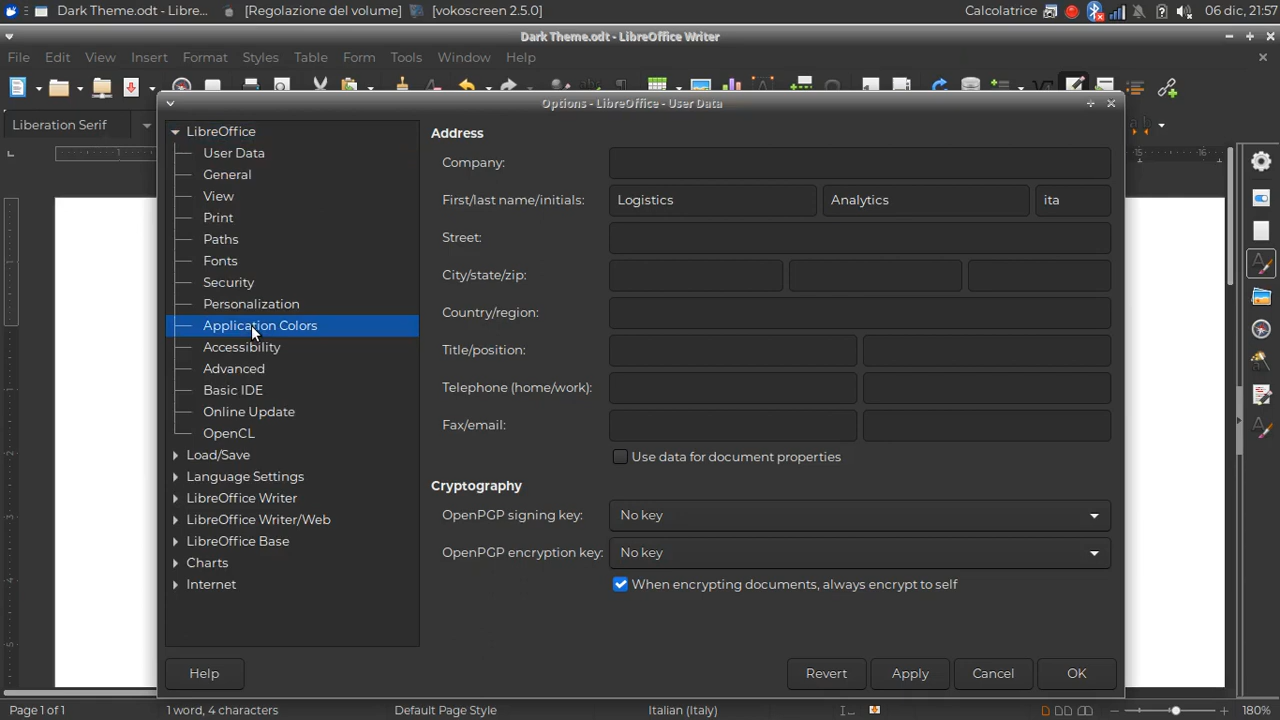 Dark Theme.odt - Libre... [Regolazione del volume] [vokoscreen 2.5.0] Calcolatrice 06 dic, 21:57
Dark Theme.odt - LibreOffice Writer
File Edit View Insert Format Styles Table Form Tools Window Help
Options - LibreOffice - User Data
Liberation Serif
LibreOffice
User Data
General
View
Print
Paths
Fonts
Security
Personalization
Application Colors
Accessibility
Advanced
Basic IDE
Online Update
OpenCL
Load/Save
Language Settings
LibreOffice Writer
LibreOffice Writer/Web
LibreOffice Base
Charts
Internet
Address
Company:
First/last name/initials: Logistics Analytics ita
Street:
City/state/zip:
Country/region:
Title/position:
Telephone (home/work):
Fax/email:
Use data for document properties
Cryptography
OpenPGP signing key: No key
OpenPGP encryption key: No key
When encrypting documents, always encrypt to self
Help Revert Apply Cancel OK
Page 1 of 1 1 word, 4 characters Default Page Style Italian (Italy) 180%